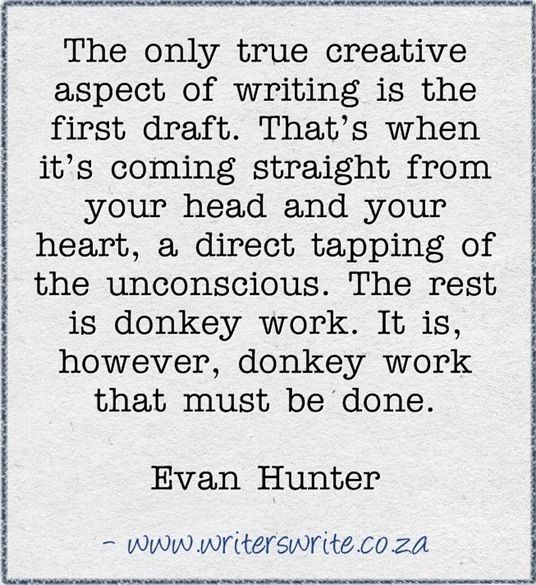 The only true creative
aspect of writing is the
first draft. That's when
it's coming straight from
your head and your
heart, a direct tapping of
the unconscious. The rest
is donkey work. It is,
however, donkey work
that must be done.
Evan Hunter
- www.writerswrite.co.za